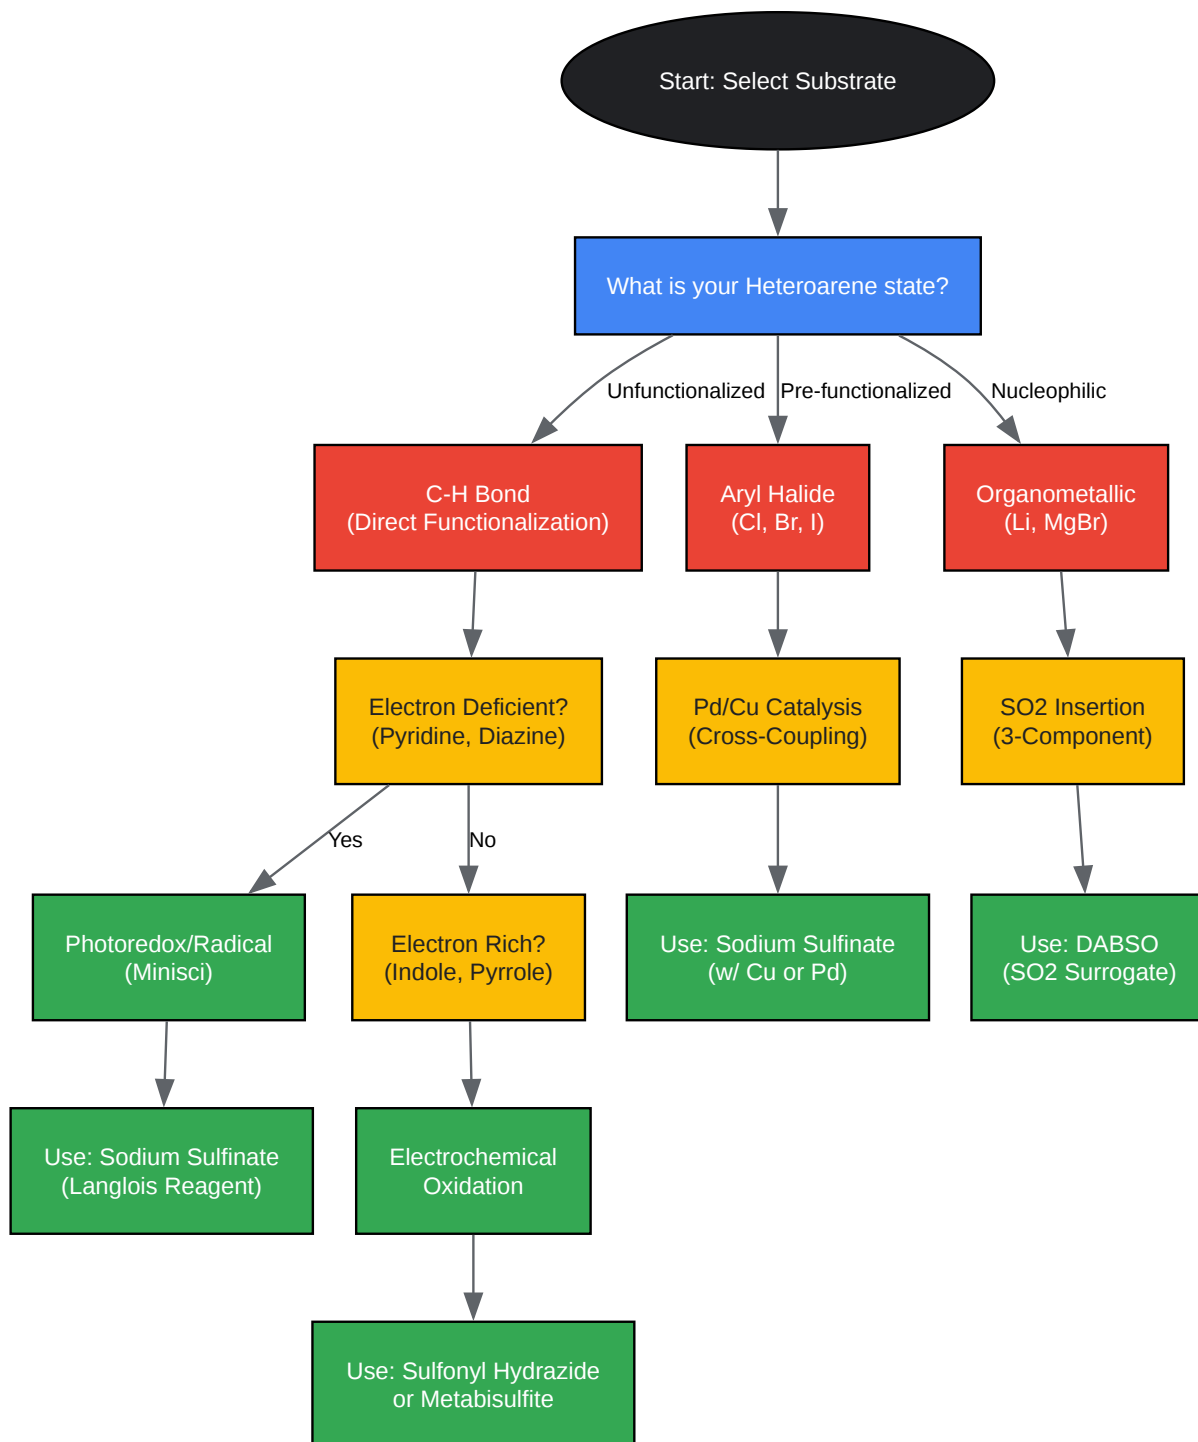 Start: Select Substrate
What is your Heteroarene state?
Unfunctionalized
Pre-functionalized
Nucleophilic
C-H Bond
(Direct Functionalization)
Aryl Halide
(Cl, Br, I)
Organometallic
(Li, MgBr)
Electron Deficient?
(Pyridine, Diazine)
Pd/Cu Catalysis
(Cross-Coupling)
SO2 Insertion
(3-Component)
Yes
No
Photoredox/Radical
(Minisci)
Electron Rich?
(Indole, Pyrrole)
Use: Sodium Sulfinate
(w/ Cu or Pd)
Use: DABSO
(SO2 Surrogate)
Use: Sodium Sulfinate
(Langlois Reagent)
Electrochemical
Oxidation
Use: Sulfonyl Hydrazide
or Metabisulfite